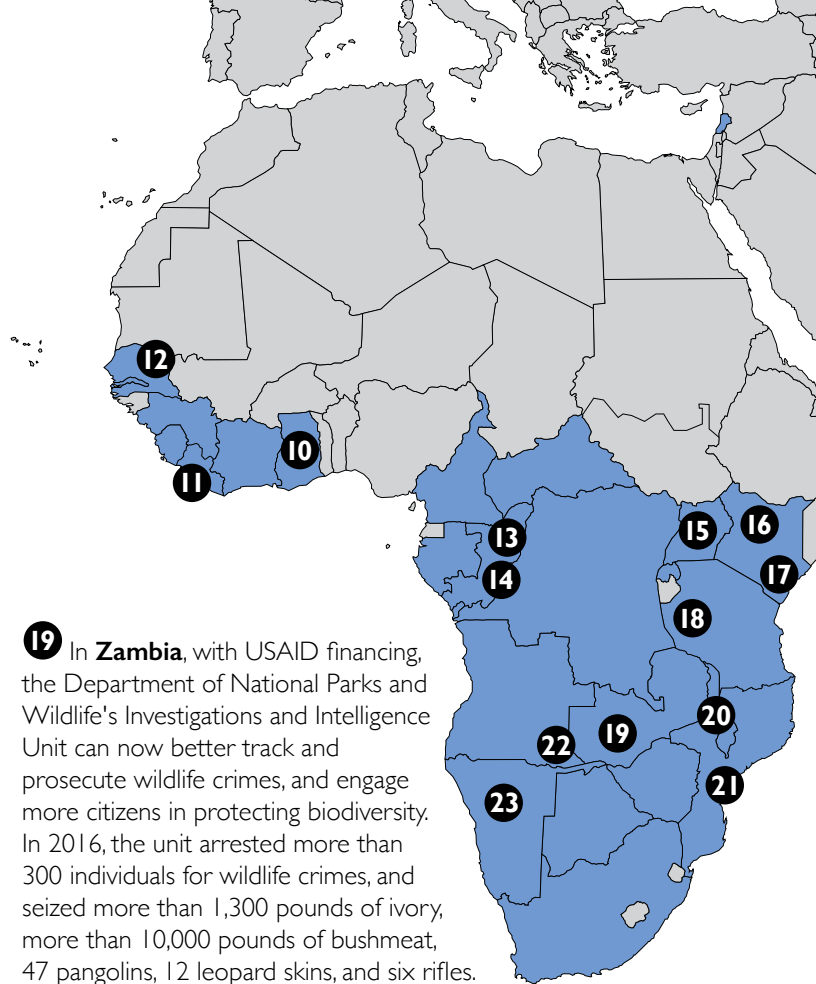 12
10
11
13
15
16
14
17
18
19 In Zambia, with USAID financing,
the Department of National Parks and
Wildlife's Investigations and Intelligence
Unit can now better track and
prosecute wildlife crimes, and engage
more citizens in protecting biodiversity.
In 2016, the unit arrested more than
300 individuals for wildlife crimes, and
seized more than 1,300 pounds of ivory,
more than 10,000 pounds of bushmeat,
47 pangolins, 12 leopard skins, and six rifles.
20
19
22
21
23